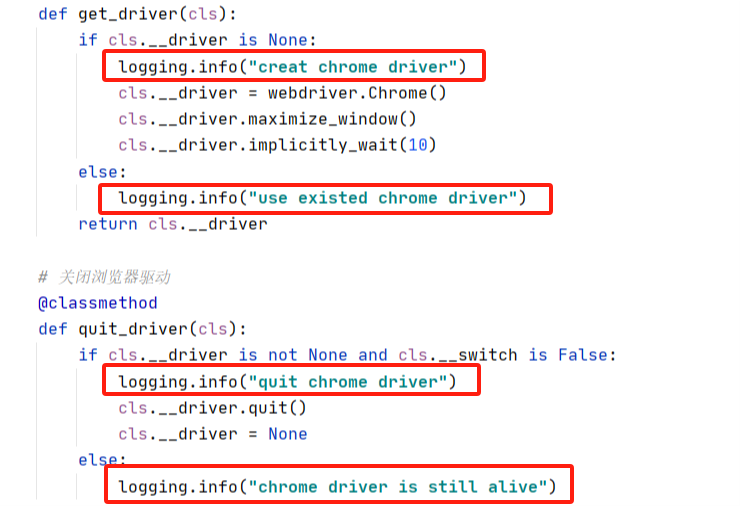 def get_driver(cls):
    if cls.__driver is None:
        logging.info("creat chrome driver")
        cls.__driver = webdriver.Chrome()
        cls.__driver.maximize_window()
        cls.__driver.implicitly_wait(10)
    else:
        logging.info("use existed chrome driver")
    return cls.__driver

# 关闭浏览器驱动
@classmethod
def quit_driver(cls):
    if cls.__driver is not None and cls.__switch is False:
        logging.info("quit chrome driver")
        cls.__driver.quit()
        cls.__driver = None
    else:
        logging.info("chrome driver is still alive")